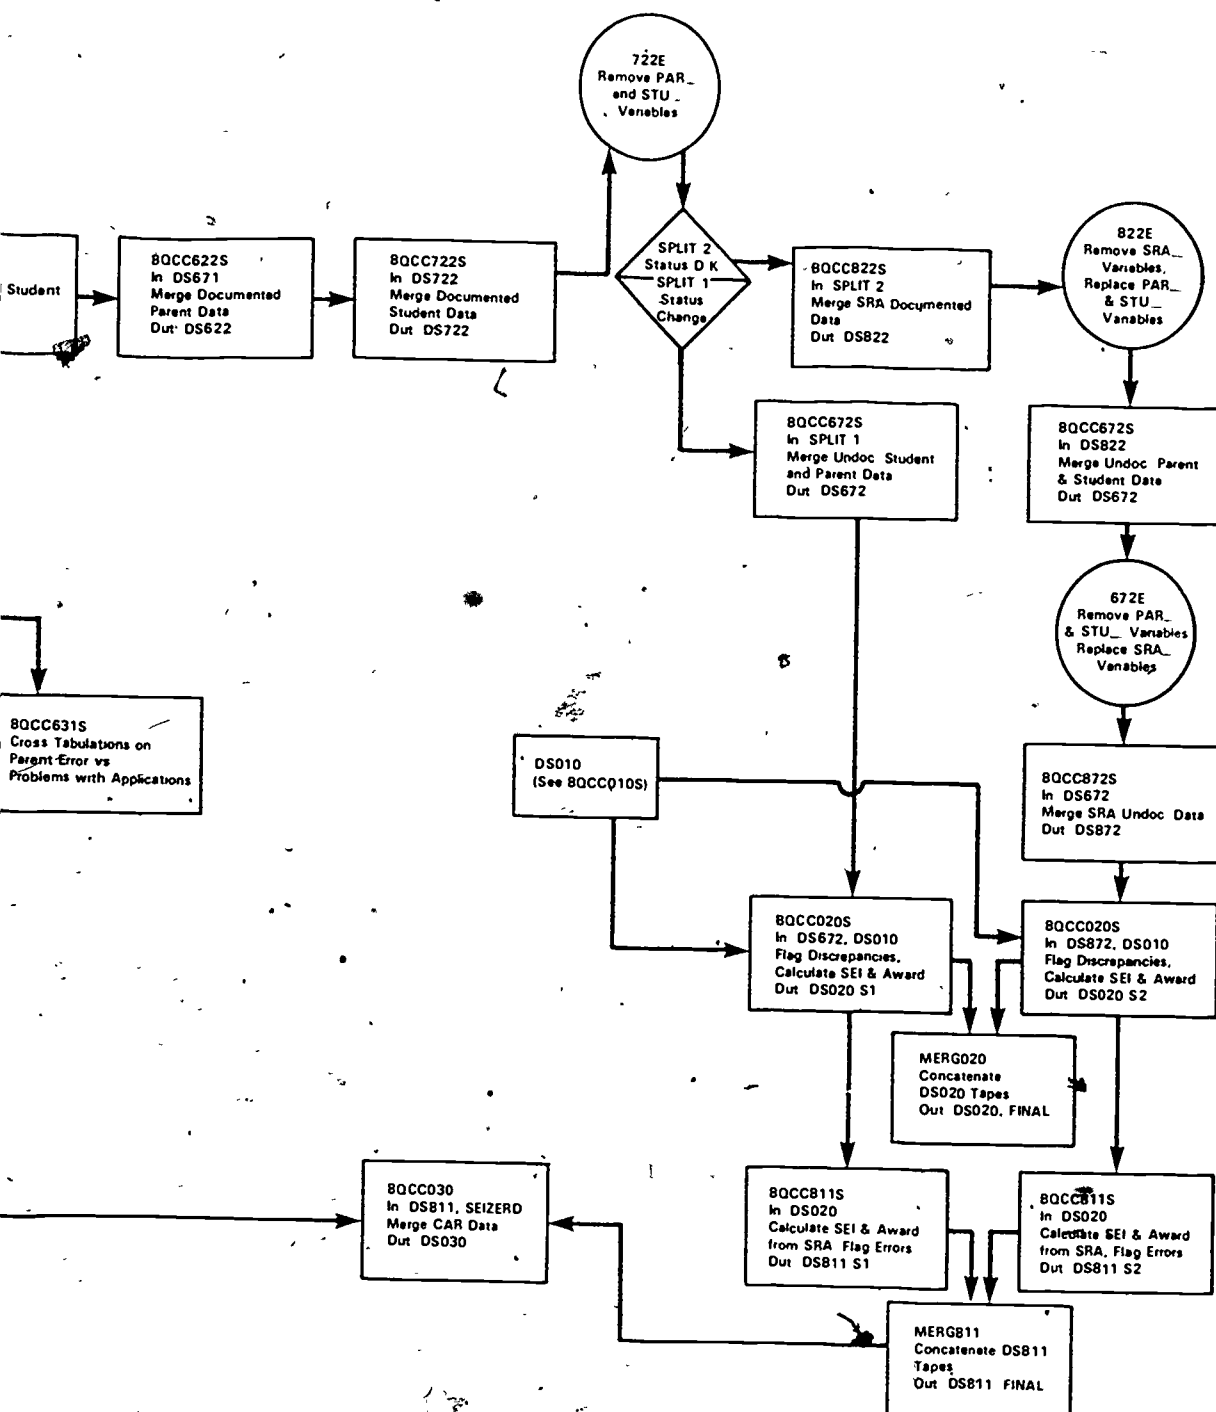 722E
Remove PAR_
and STU_
Variables
Student
8QCC622S
In DS671
Merge Documented
Parent Data
Out DS622
8QCC722S
In DS722
Merge Documented
Student Data
Out DS722
SPLIT 2
Status D K
SPLIT 1
Status
Change
8QCC822S
In SPLIT 2
Merge SRA Documented
Data
Out DS822
822E
Remove SRA_
Variables,
Replace PAR_
& STU_
Variables
8QCC672S
In SPLIT 1
Merge Undoc Student
and Parent Data
Out DS672
8QCC672S
In DS822
Merge Undoc Parent
& Student Data
Out DS672
672E
Remove PAR_
& STU_ Variables
Replace SRA_
Variables
8QCC631S
Cross Tabulations on
Parent Error vs
Problems with Applications
DS010
(See 8QCC010S)
8QCC872S
In DS672
Merge SRA Undoc Data
Out DS872
8QCC020S
In DS672, DS010
Flag Discrepancies,
Calculate SEI & Award
Out DS020 S1
8QCC020S
In DS872, DS010
Flag Discrepancies,
Calculate SEI & Award
Out DS020 S2
MERG020
Concatenate
DS020 Tapes
Out DS020, FINAL
8QCC030
In DS811, SEIZERD
Merge CAR Data
Out DS030
8QCC811S
In DS020
Calculate SEI & Award
from SRA Flag Errors
Out DS811 S1
8QCC811S
In DS020
Calculate SEI & Award
from SRA, Flag Errors
Out DS811 S2
MERG811
Concatenate DS811
Tapes
Out DS811 FINAL